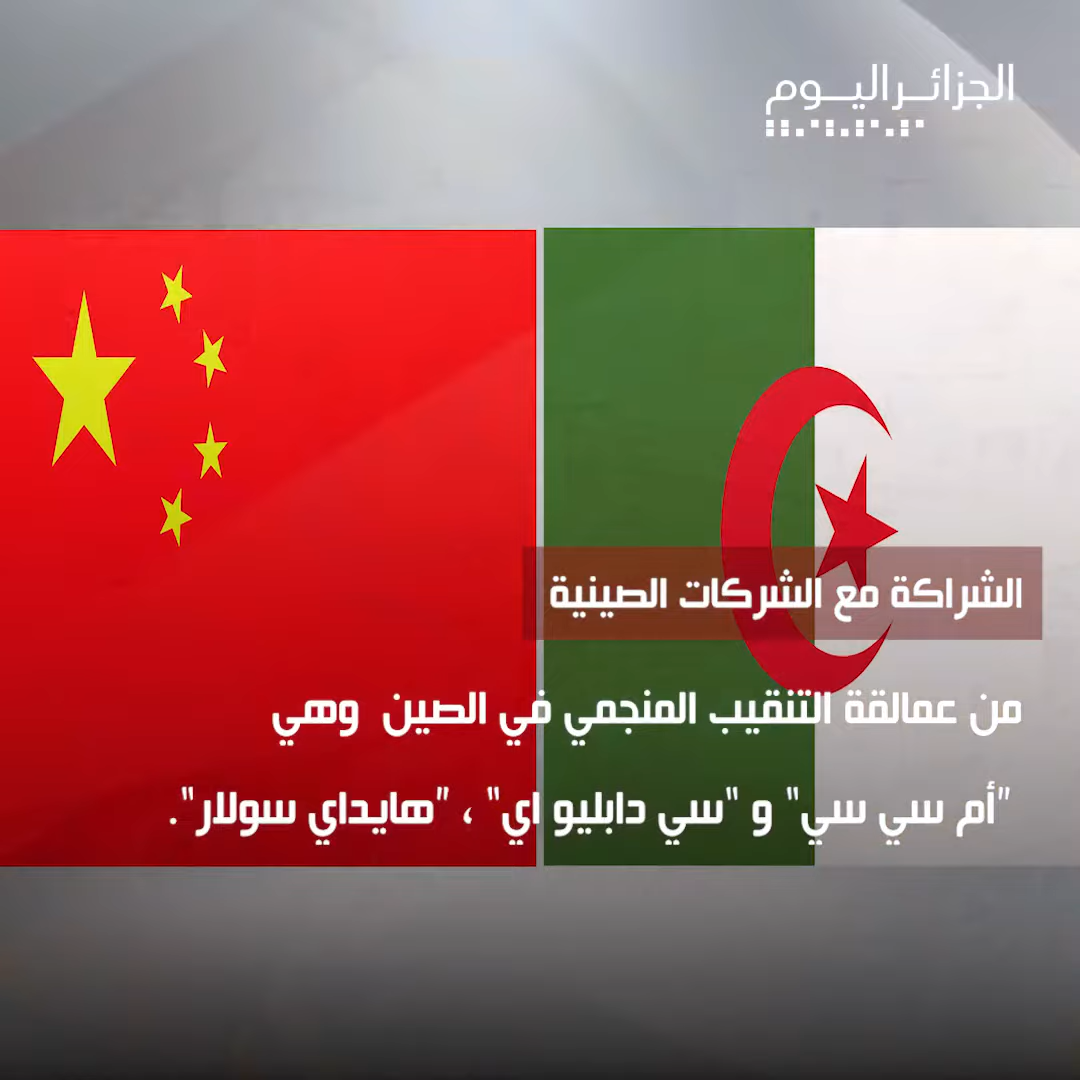 الجزائر اليوم
الشراكة مع الشركات الصينية
من عمالقة التنقيب المنجمي في الصين وهي
"أم سي سي" و "سي دابليو اي" ، "هايداي سولار".